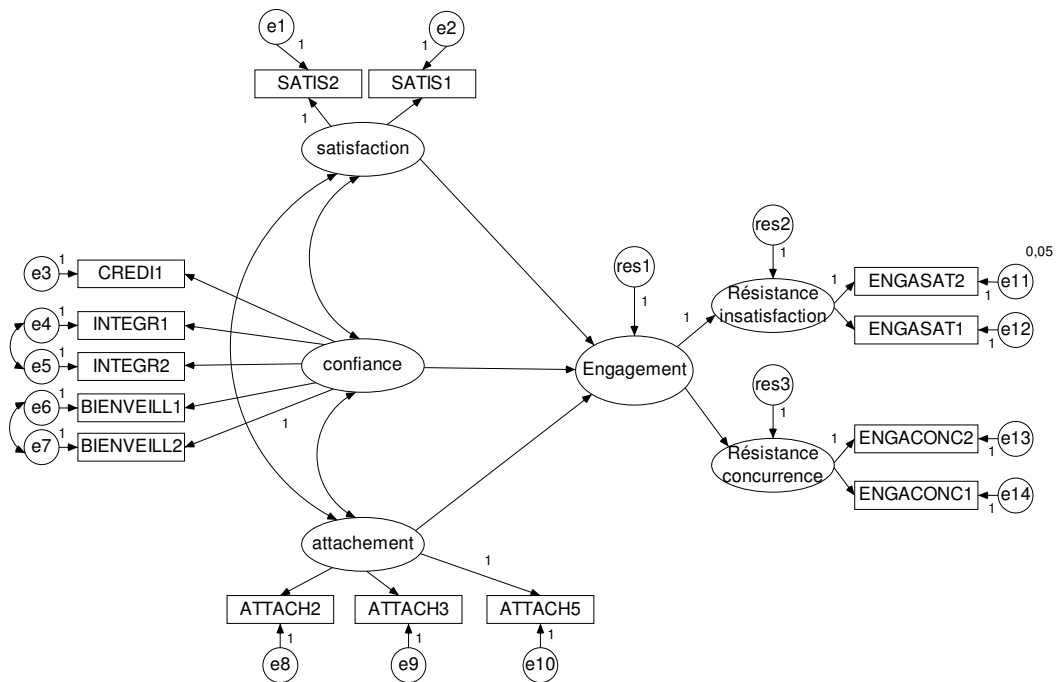 e1
e2
1
1
SATIS2
SATIS1
1
satisfaction
e3
1
CREDI1
e4
1
INTEGR1
e5
1
INTEGR2
e6
1
BIENVEILL1
e7
1
BIENVEILL2
1
confiance
attachement
1
ATTACH2
ATTACH3
ATTACH5
1
1
1
e8
e9
e10
res1
1
Engagement
1
res2
1
Résistance
insatisfaction
1
ENGASAT2
1
e11
0,05
ENGASAT1
1
e12
res3
1
Résistance
concurrence
1
ENGACONC2
1
e13
ENGACONC1
1
e14